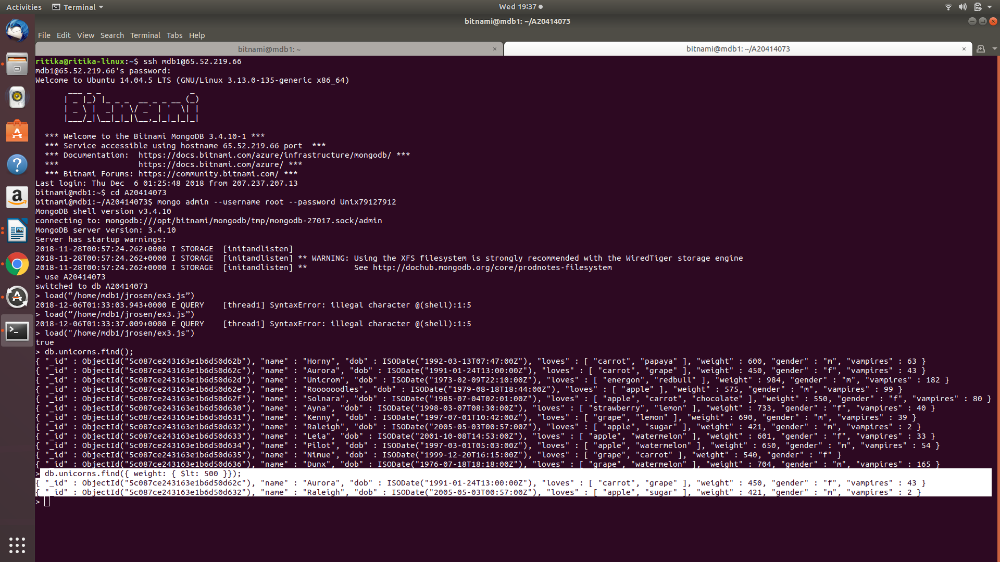 Activities Terminal Wed 19:37
bitnami@mdb1: ~/A20414073
File Edit View Search Terminal Tabs Help
bitnami@mdb1: ~ × bitnami@mdb1: ~/A20414073 ×
ritika@ritika-linux:~$ ssh mdb1@65.52.219.66
mdb1@65.52.219.66's password:
Welcome to Ubuntu 14.04.5 LTS (GNU/Linux 3.13.0-135-generic x86_64)
Bitnami
*** Welcome to the Bitnami MongoDB 3.4.10-1 ***
*** Service accessible using hostname 65.52.219.66 port  ***
*** Documentation:  https://docs.bitnami.com/azure/infrastructure/mongodb/ ***
***                 https://docs.bitnami.com/azure/ ***
*** Bitnami Forums: https://community.bitnami.com/ ***
Last login: Thu Dec  6 01:25:48 2018 from 207.237.207.13
bitnami@mdb1:~$ cd A20414073
bitnami@mdb1:~/A20414073$ mongo admin --username root --password Unix79127912
MongoDB shell version v3.4.10
connecting to: mongodb:///opt/bitnami/mongodb/tmp/mongodb-27017.sock/admin
MongoDB server version: 3.4.10
Server has startup warnings:
2018-11-28T00:57:24.262+0000 I STORAGE  [initandlisten]
2018-11-28T00:57:24.262+0000 I STORAGE  [initandlisten] ** WARNING: Using the XFS filesystem is strongly recommended with the WiredTiger storage engine
2018-11-28T00:57:24.262+0000 I STORAGE  [initandlisten] **          See http://dochub.mongodb.org/core/prodnotes-filesystem
> use A20414073
switched to db A20414073
> load(“/home/mdb1/jrosen/ex3.js”)
2018-12-06T01:33:03.943+0000 E QUERY    [thread1] SyntaxError: illegal character @(shell):1:5
> load(“/home/mdb1/jrosen/ex3.js”)
2018-12-06T01:33:37.009+0000 E QUERY    [thread1] SyntaxError: illegal character @(shell):1:5
> load("/home/mdb1/jrosen/ex3.js")
true
> db.unicorns.find();
{ "_id" : ObjectId("5c087ce243163e1b6d50d62b"), "name" : "Horny", "dob" : ISODate("1992-03-13T07:47:00Z"), "loves" : [ "carrot", "papaya" ], "weight" : 600, "gender" : "m", "vampires" : 63 }
{ "_id" : ObjectId("5c087ce243163e1b6d50d62c"), "name" : "Aurora", "dob" : ISODate("1991-01-24T13:00:00Z"), "loves" : [ "carrot", "grape" ], "weight" : 450, "gender" : "f", "vampires" : 43 }
{ "_id" : ObjectId("5c087ce243163e1b6d50d62d"), "name" : "Unicrom", "dob" : ISODate("1973-02-09T22:10:00Z"), "loves" : [ "energon", "redbull" ], "weight" : 984, "gender" : "m", "vampires" : 182 }
{ "_id" : ObjectId("5c087ce243163e1b6d50d62e"), "name" : "Roooooodles", "dob" : ISODate("1979-08-18T18:44:00Z"), "loves" : [ "apple" ], "weight" : 575, "gender" : "m", "vampires" : 99 }
{ "_id" : ObjectId("5c087ce243163e1b6d50d62f"), "name" : "Solnara", "dob" : ISODate("1985-07-04T02:01:00Z"), "loves" : [ "apple", "carrot", "chocolate" ], "weight" : 550, "gender" : "f", "vampires" : 80 }
{ "_id" : ObjectId("5c087ce243163e1b6d50d630"), "name" : "Ayna", "dob" : ISODate("1998-03-07T08:30:00Z"), "loves" : [ "strawberry", "lemon" ], "weight" : 733, "gender" : "f", "vampires" : 40 }
{ "_id" : ObjectId("5c087ce243163e1b6d50d631"), "name" : "Kenny", "dob" : ISODate("1997-07-01T10:42:00Z"), "loves" : [ "grape", "lemon" ], "weight" : 690, "gender" : "m", "vampires" : 39 }
{ "_id" : ObjectId("5c087ce243163e1b6d50d632"), "name" : "Raleigh", "dob" : ISODate("2005-05-03T00:57:00Z"), "loves" : [ "apple", "sugar" ], "weight" : 421, "gender" : "m", "vampires" : 2 }
{ "_id" : ObjectId("5c087ce243163e1b6d50d633"), "name" : "Leia", "dob" : ISODate("2001-10-08T14:53:00Z"), "loves" : [ "apple", "watermelon" ], "weight" : 601, "gender" : "f", "vampires" : 33 }
{ "_id" : ObjectId("5c087ce243163e1b6d50d634"), "name" : "Pilot", "dob" : ISODate("1997-03-01T05:03:00Z"), "loves" : [ "apple", "watermelon" ], "weight" : 650, "gender" : "m", "vampires" : 54 }
{ "_id" : ObjectId("5c087ce243163e1b6d50d635"), "name" : "Nimue", "dob" : ISODate("1999-12-20T16:15:00Z"), "loves" : [ "grape", "carrot" ], "weight" : 540, "gender" : "f" }
{ "_id" : ObjectId("5c087ce243163e1b6d50d636"), "name" : "Dunx", "dob" : ISODate("1976-07-18T18:18:00Z"), "loves" : [ "grape", "watermelon" ], "weight" : 704, "gender" : "m", "vampires" : 165 }
> db.unicorns.find({ weight: { $lt: 500 }});
{ "_id" : ObjectId("5c087ce243163e1b6d50d62c"), "name" : "Aurora", "dob" : ISODate("1991-01-24T13:00:00Z"), "loves" : [ "carrot", "grape" ], "weight" : 450, "gender" : "f", "vampires" : 43 }
{ "_id" : ObjectId("5c087ce243163e1b6d50d632"), "name" : "Raleigh", "dob" : ISODate("2005-05-03T00:57:00Z"), "loves" : [ "apple", "sugar" ], "weight" : 421, "gender" : "m", "vampires" : 2 }
>